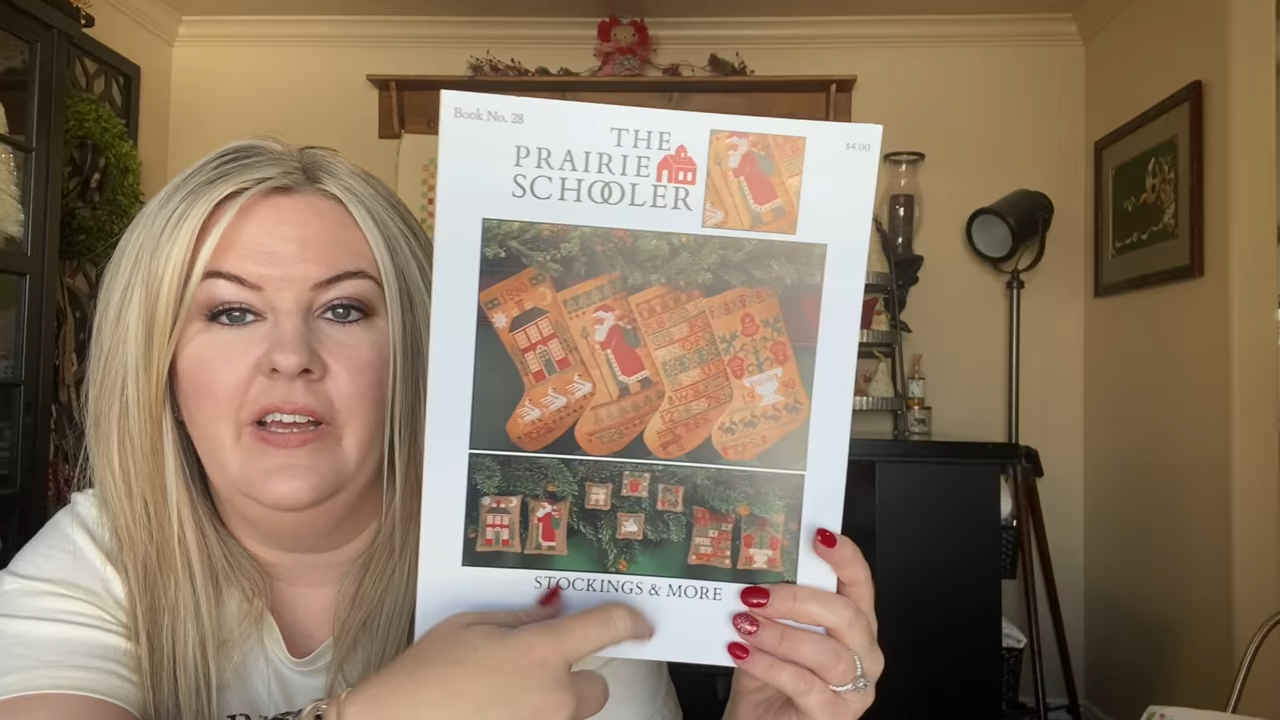 Book No. 28
THE
PRAIRIE
SCHOOLER
$4.00
STOCKINGS & MORE